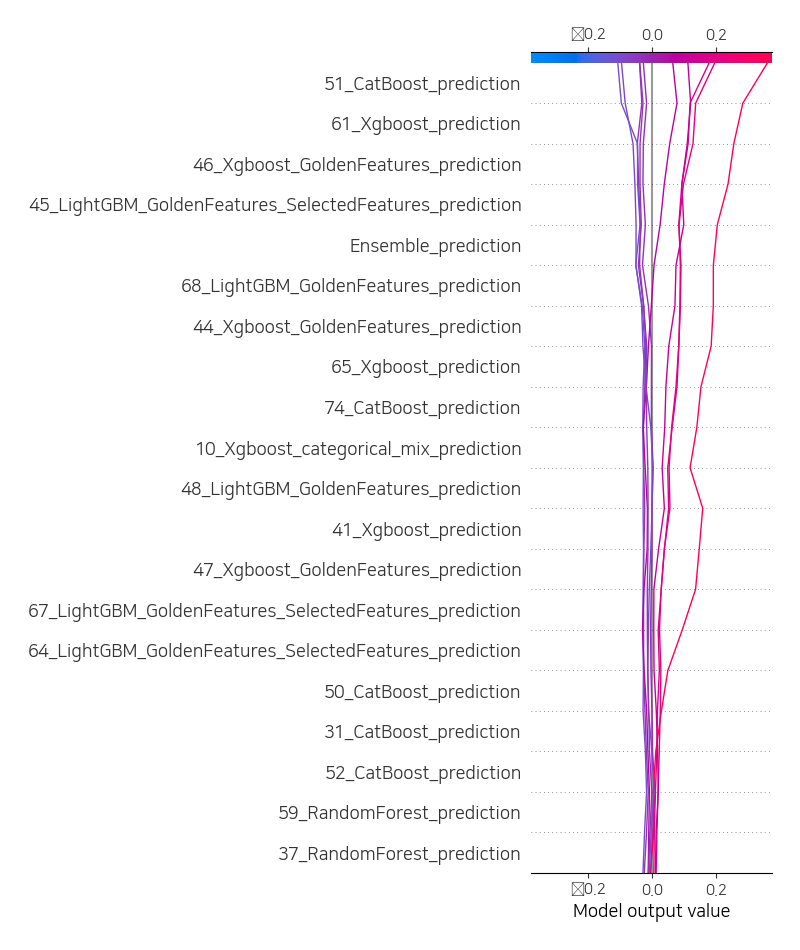 0.2 0.0 0.2
51_CatBoost_prediction
61_Xgboost_prediction
46_Xgboost_GoldenFeatures_prediction
45_LightGBM_GoldenFeatures_SelectedFeatures_prediction
Ensemble_prediction
68_LightGBM_GoldenFeatures_prediction
44_Xgboost_GoldenFeatures_prediction
65_Xgboost_prediction
74_CatBoost_prediction
10_Xgboost_categorical_mix_prediction
48_LightGBM_GoldenFeatures_prediction
41_Xgboost_prediction
47_Xgboost_GoldenFeatures_prediction
67_LightGBM_GoldenFeatures_SelectedFeatures_prediction
64_LightGBM_GoldenFeatures_SelectedFeatures_prediction
50_CatBoost_prediction
31_CatBoost_prediction
52_CatBoost_prediction
59_RandomForest_prediction
37_RandomForest_prediction
0.2 0.0 0.2
Model output value